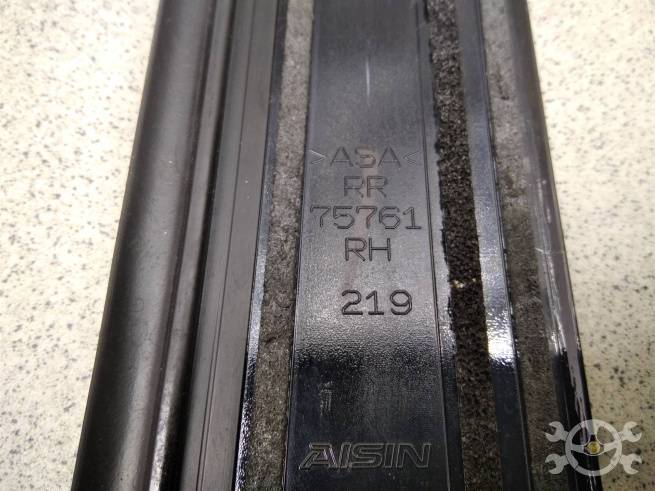 >ASA<
RR
75761
RH
219
AISIN